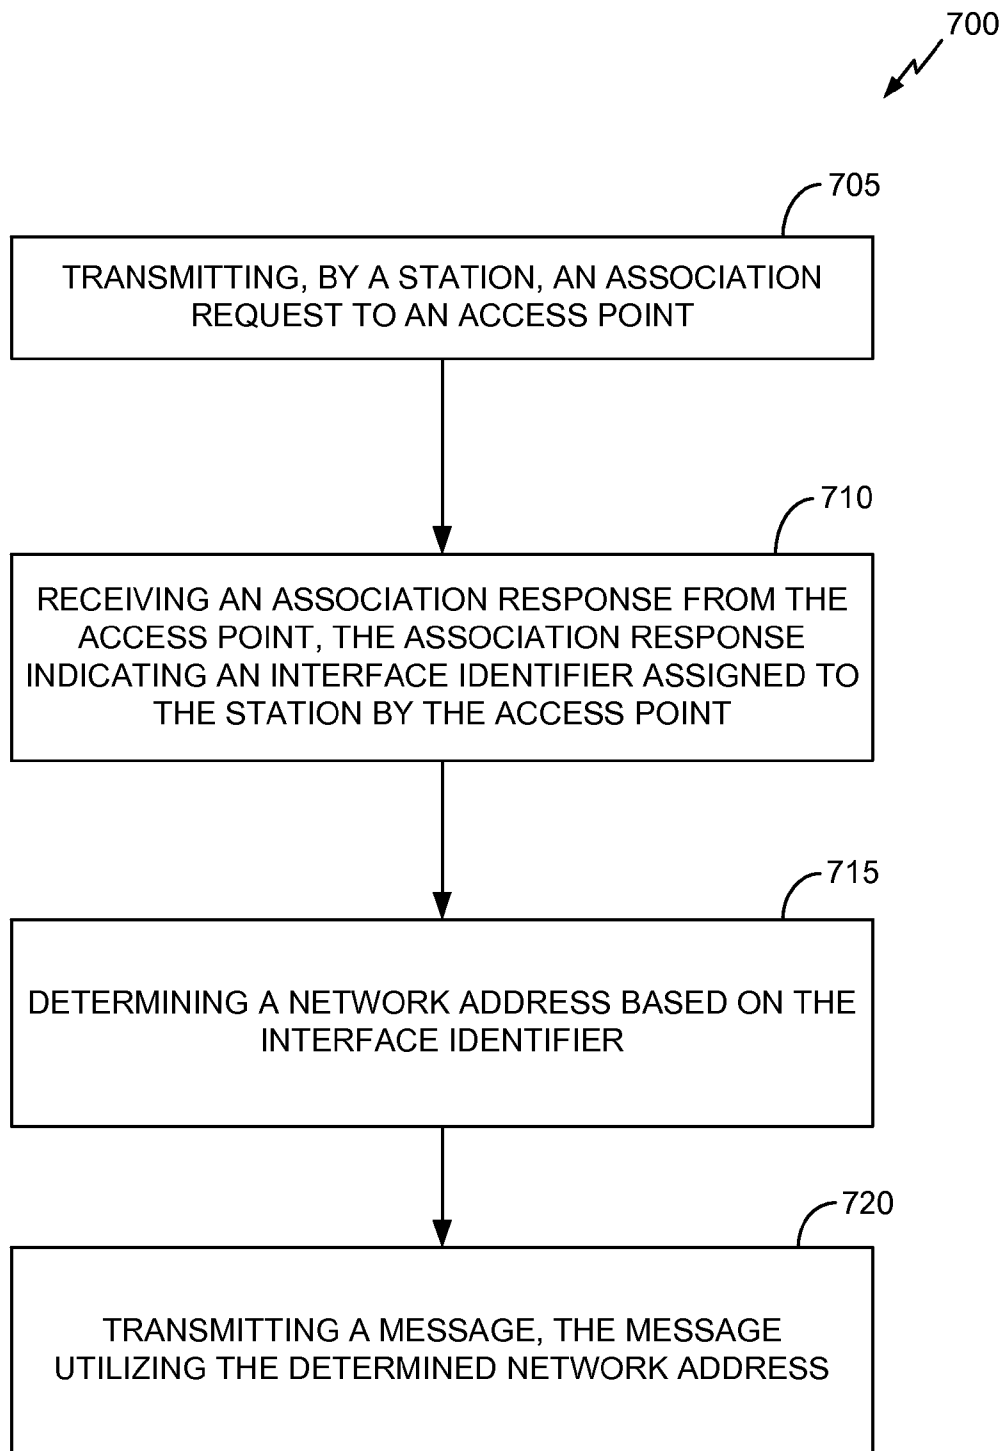 700
705
TRANSMITTING, BY A STATION, AN ASSOCIATION
REQUEST TO AN ACCESS POINT
710
RECEIVING AN ASSOCIATION RESPONSE FROM THE
ACCESS POINT, THE ASSOCIATION RESPONSE
INDICATING AN INTERFACE IDENTIFIER ASSIGNED TO
THE STATION BY THE ACCESS POINT
715
DETERMINING A NETWORK ADDRESS BASED ON THE
INTERFACE IDENTIFIER
720
TRANSMITTING A MESSAGE, THE MESSAGE
UTILIZING THE DETERMINED NETWORK ADDRESS